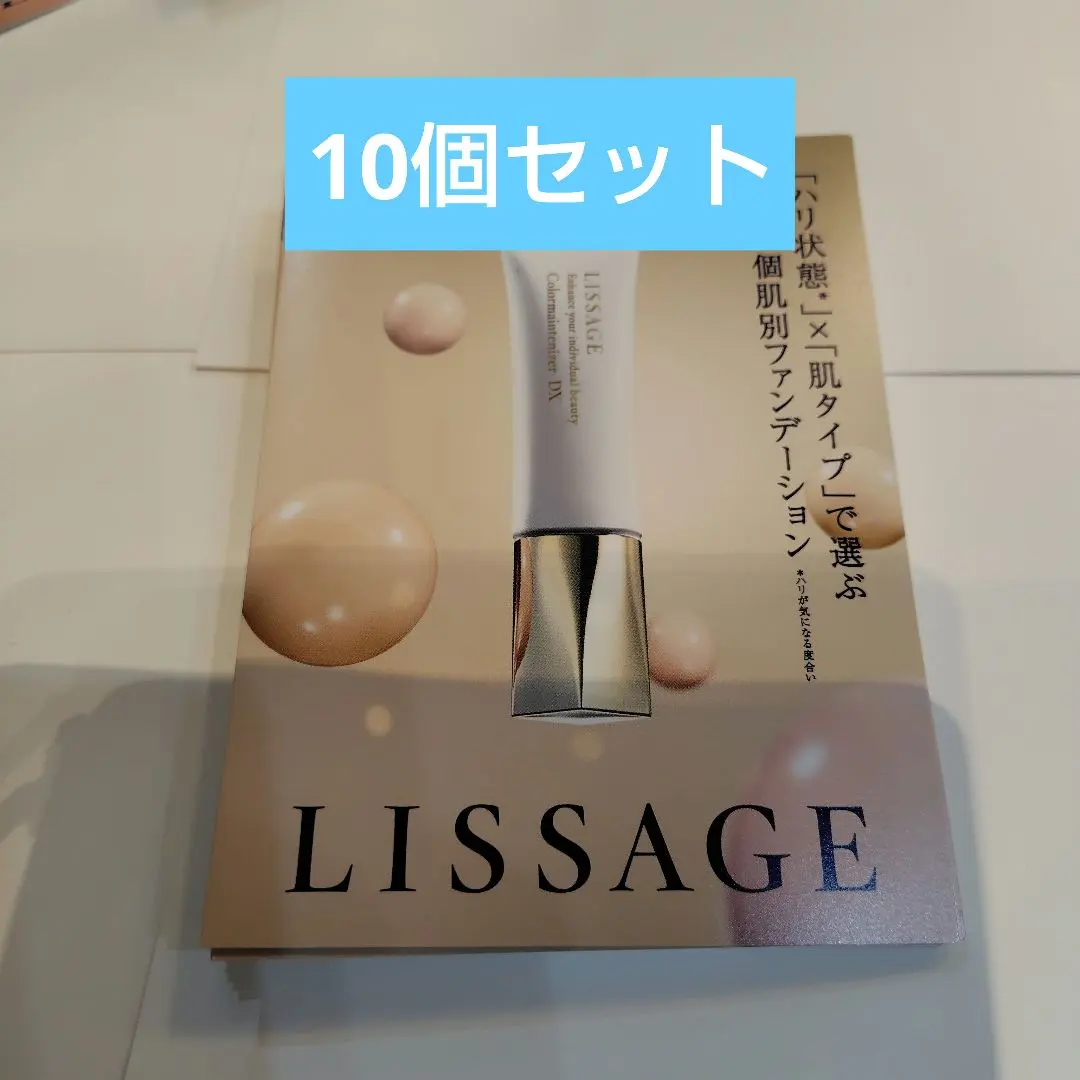 10個セット
「ハリ状態*」×「肌タイプ」で選ぶ
個肌別ファンデーション
*ハリが気になる度合い
LISSAGE
Enhance your individual beauty
Colormaintenizer DX
LISSAGE